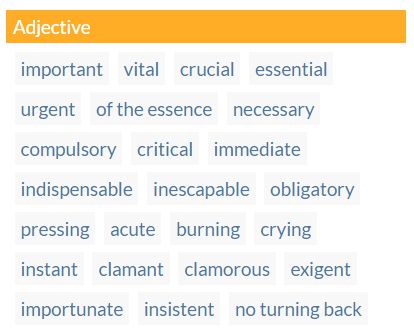 Adjective
important vital crucial essential
urgent of the essence necessary
compulsory critical immediate
indispensable inescapable obligatory
pressing acute burning crying
instant clamant clamorous exigent
importunate insistent no turning back